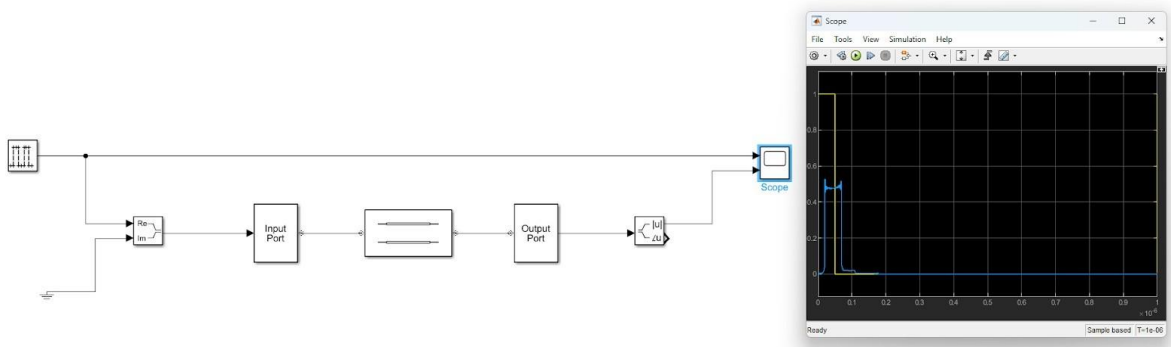 Scope
File Tools View Simulation Help
1
0.8
0.6
0.4
0.2
0
0 0.1 0.2 0.3 0.4 0.5 0.6 0.7 0.8 0.9 1
×10⁻⁶
Ready Sample based T=1e-06
Scope
Re
Im
Input
Port
Output
Port
|u|
∠u